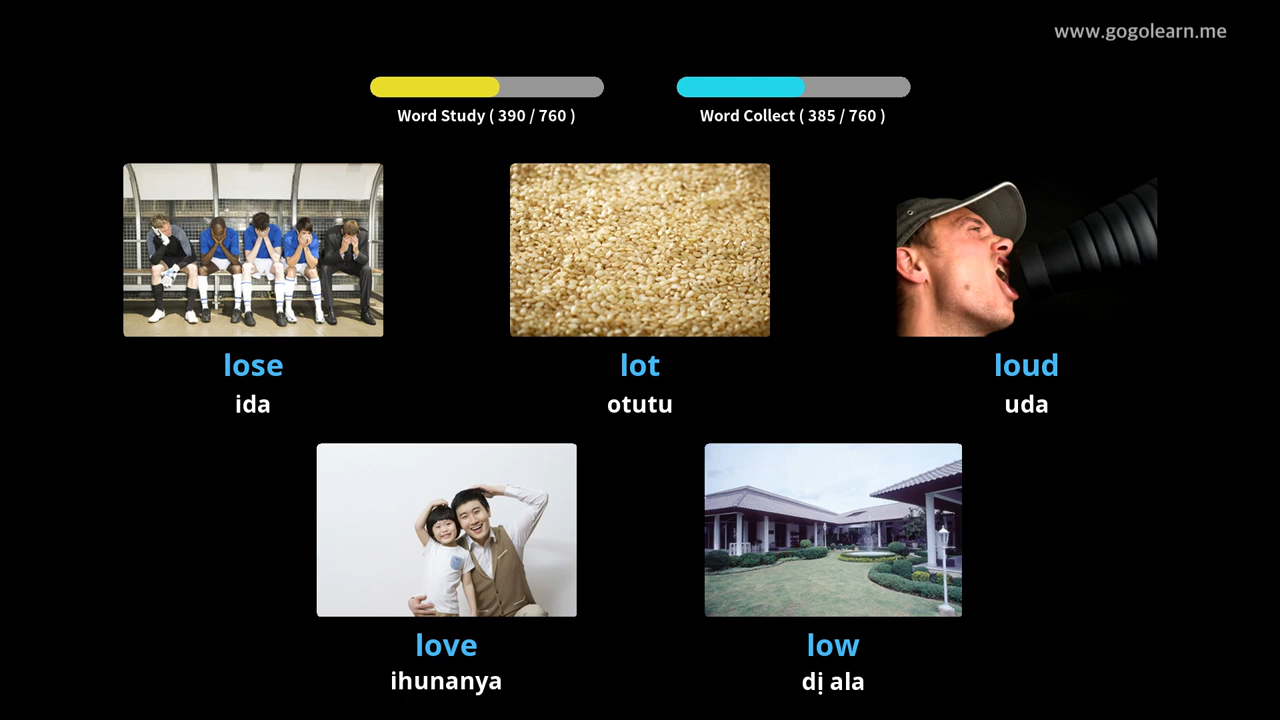 www.gogolearn.me
Word Study ( 390 / 760 )
Word Collect ( 385 / 760 )
lose
ida
lot
otutu
loud
uda
love
ihunanya
low
dị ala